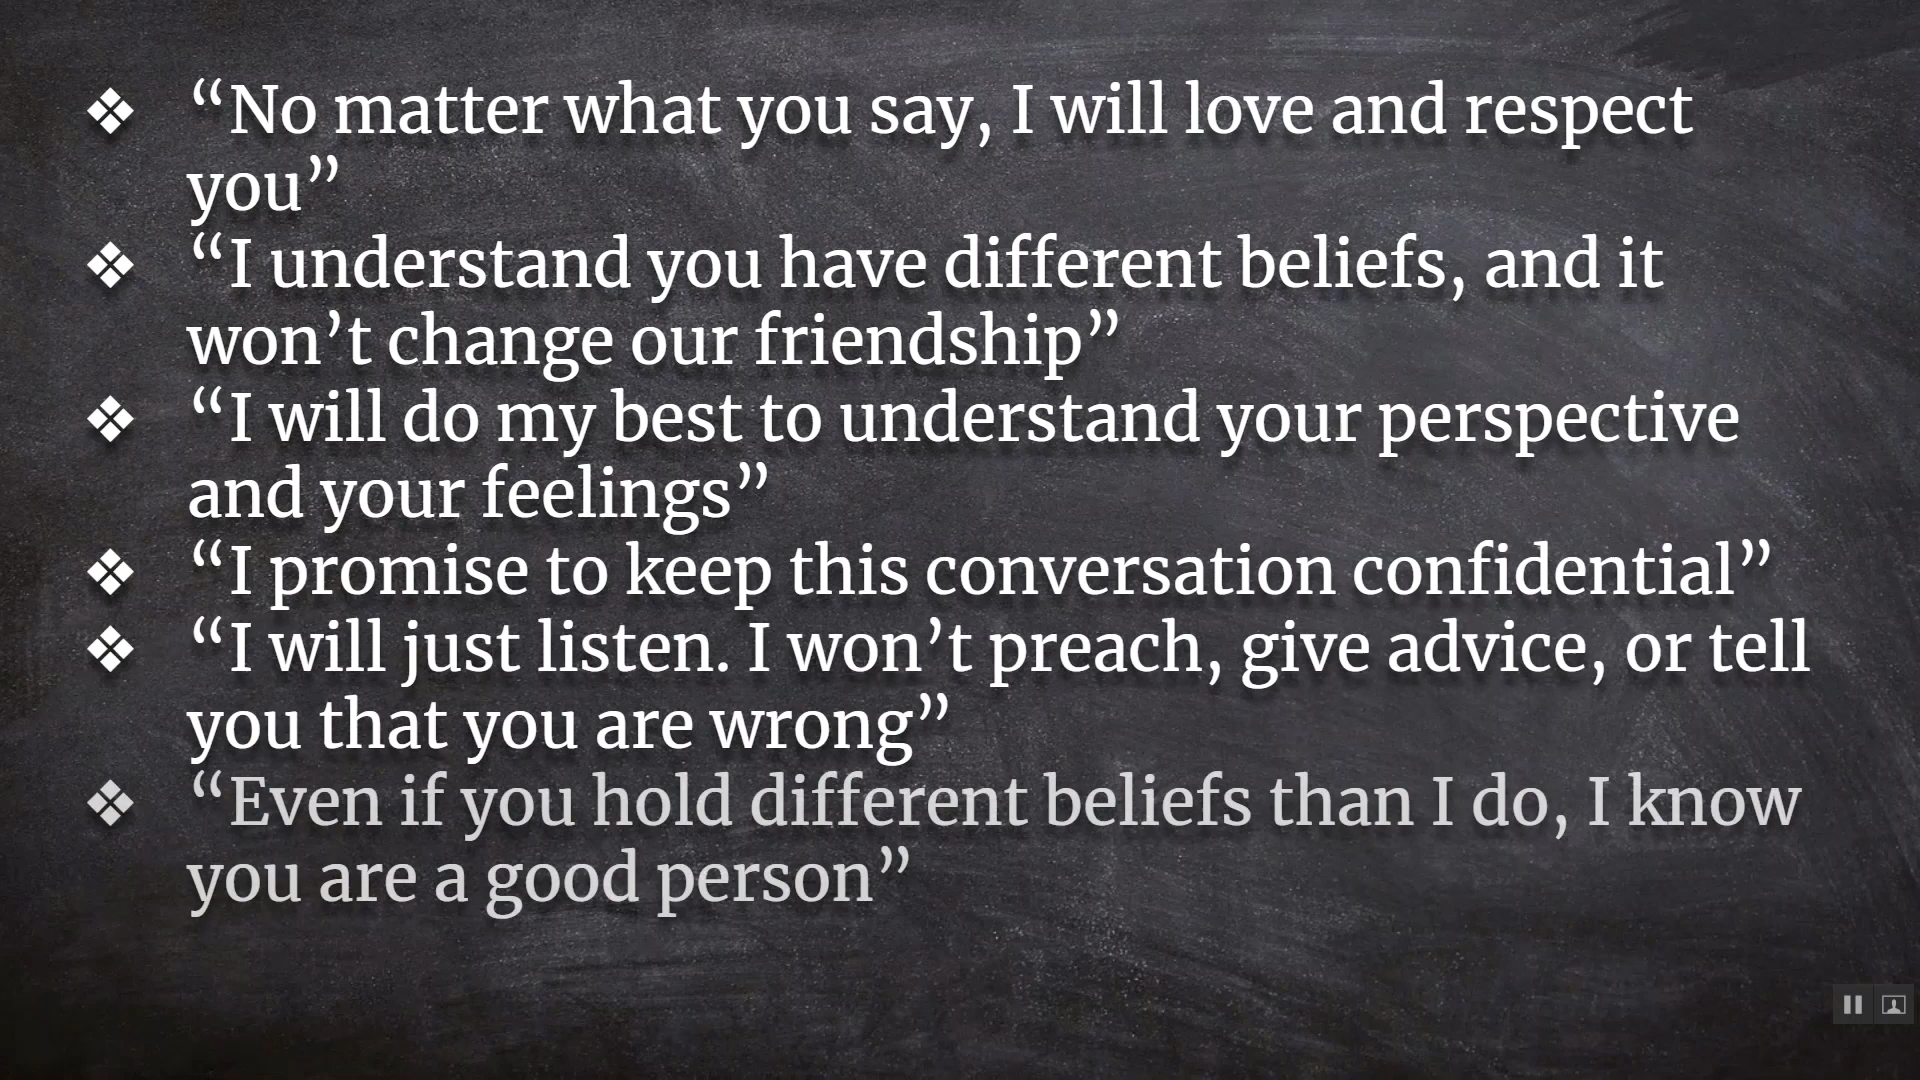 ❖ “No matter what you say, I will love and respect
you”
❖ “I understand you have different beliefs, and it
won’t change our friendship”
❖ “I will do my best to understand your perspective
and your feelings”
❖ “I promise to keep this conversation confidential”
❖ “I will just listen. I won’t preach, give advice, or tell
you that you are wrong”
❖ “Even if you hold different beliefs than I do, I know
you are a good person”